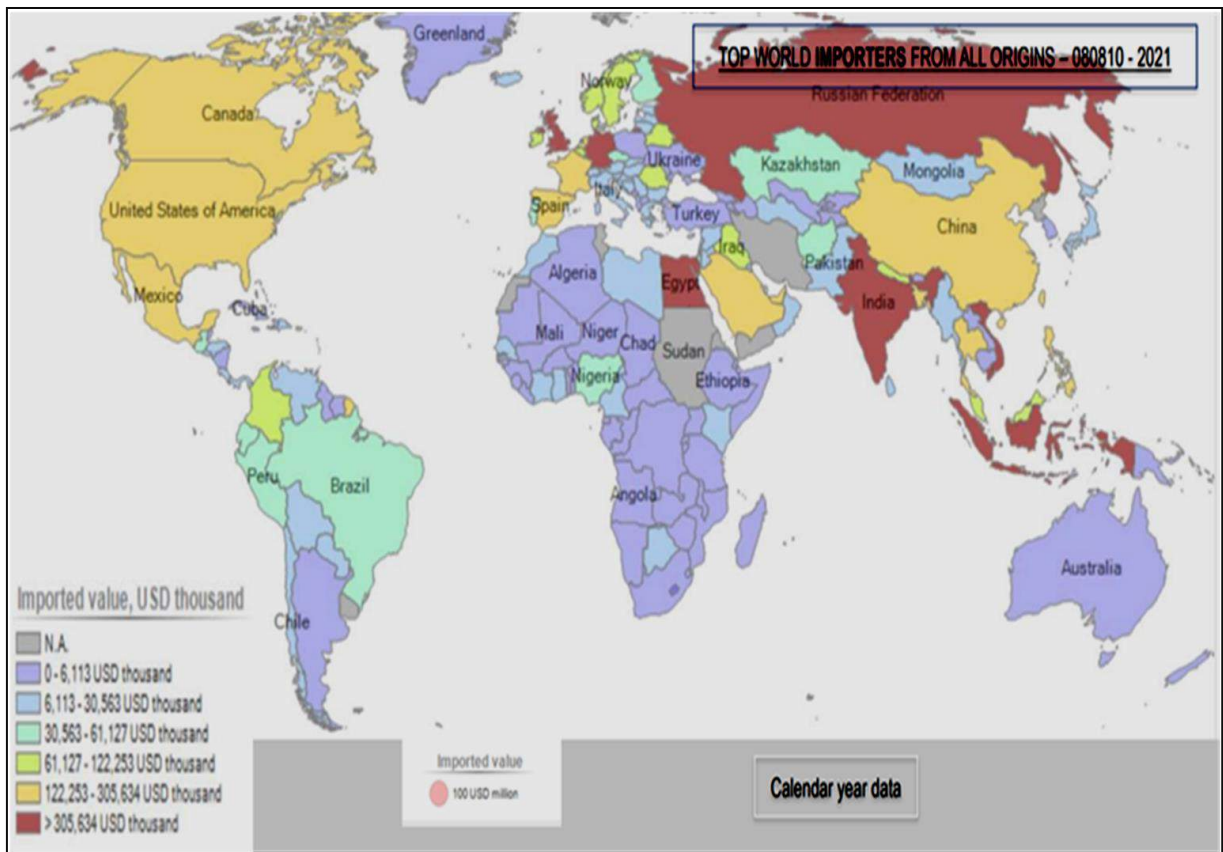 Greenland
TOP WORLD IMPORTERS FROM ALL ORIGINS – 080810 - 2021
Norway
Russian Federation
Canada
Ukraine
Kazakhstan
Mongolia
Italy
United States of America
Spain
Turkey
China
Iraq
Algeria
Pakistan
Egypt
Mexico
India
Cuba
Mali
Niger
Chad
Sudan
Nigeria
Ethiopia
Peru
Brazil
Angola
Australia
Chile
Imported value, USD thousand
N.A.
0 - 6,113 USD thousand
6,113 - 30,563 USD thousand
30,563 - 61,127 USD thousand
61,127 - 122,253 USD thousand
122,253 - 305,634 USD thousand
> 305,634 USD thousand
Imported value
100 USD million
Calendar year data